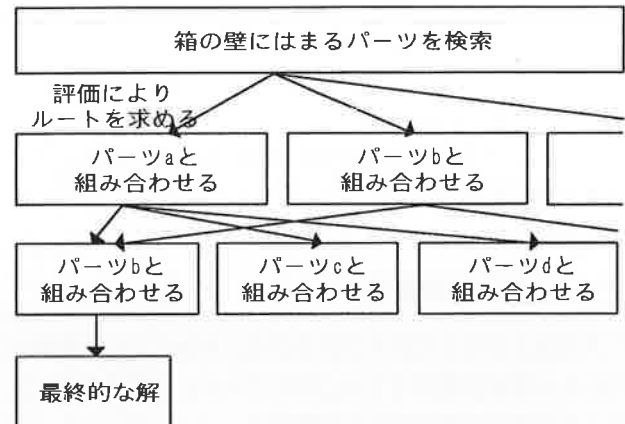 箱の壁にはまるパーツを検索
評価により
ルートを求める
パーツaと
組み合わせる
パーツbと
組み合わせる
パーツbと
組み合わせる
パーツcと
組み合わせる
パーツdと
組み合わせる
最終的な解